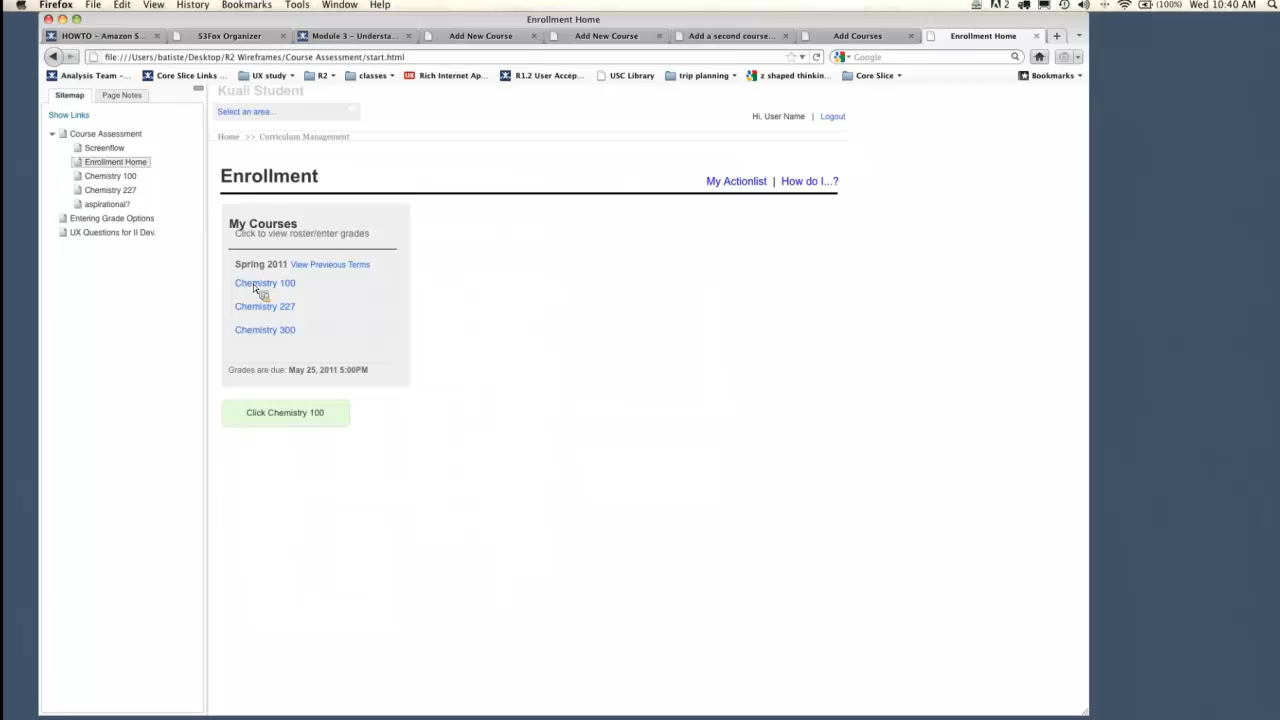 Firefox File Edit View History Bookmarks Tools Window Help 2 (100%) Wed 10:40 AM
Enrollment Home
HOWTO – Amazon S... S3Fox Organizer Module 3 – Understa... Add New Course Add New Course Add a second course... Add Courses Enrollment Home
file:///Users/batiste/Desktop/R2 Wireframes/Course Assessment/start.html Google
Analysis Team –... Core Slice Links ... UX study R2 classes Rich Internet Ap... R1.2 User Accep... USC Library trip planning z shaped thinkin... Core Slice Bookmarks
Sitemap Page Notes
Show Links
Course Assessment
Screenflow
Enrollment Home
Chemistry 100
Chemistry 227
aspirational?
Entering Grade Options
UX Questions for II Dev.
Kuali Student
Select an area...
Hi, User Name | Logout
Home >> Curriculum Management
Enrollment
My Actionlist | How do I...?
My Courses
Click to view roster/enter grades
Spring 2011 View Previeous Terms
Chemistry 100
Chemistry 227
Chemistry 300
Grades are due: May 25, 2011 5:00PM
Click Chemistry 100